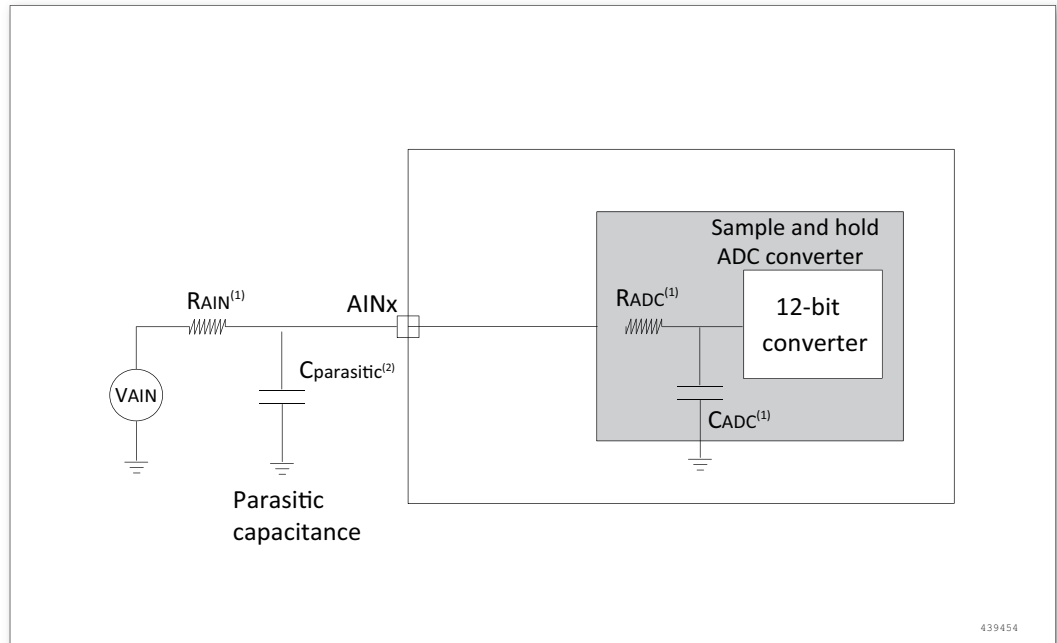 Sample and hold
ADC converter
RAIN(1)
AINx
RADC(1)
12-bit
converter
Cparasitic(2)
VAIN
CADC(1)
Parasitic
capacitance
439454